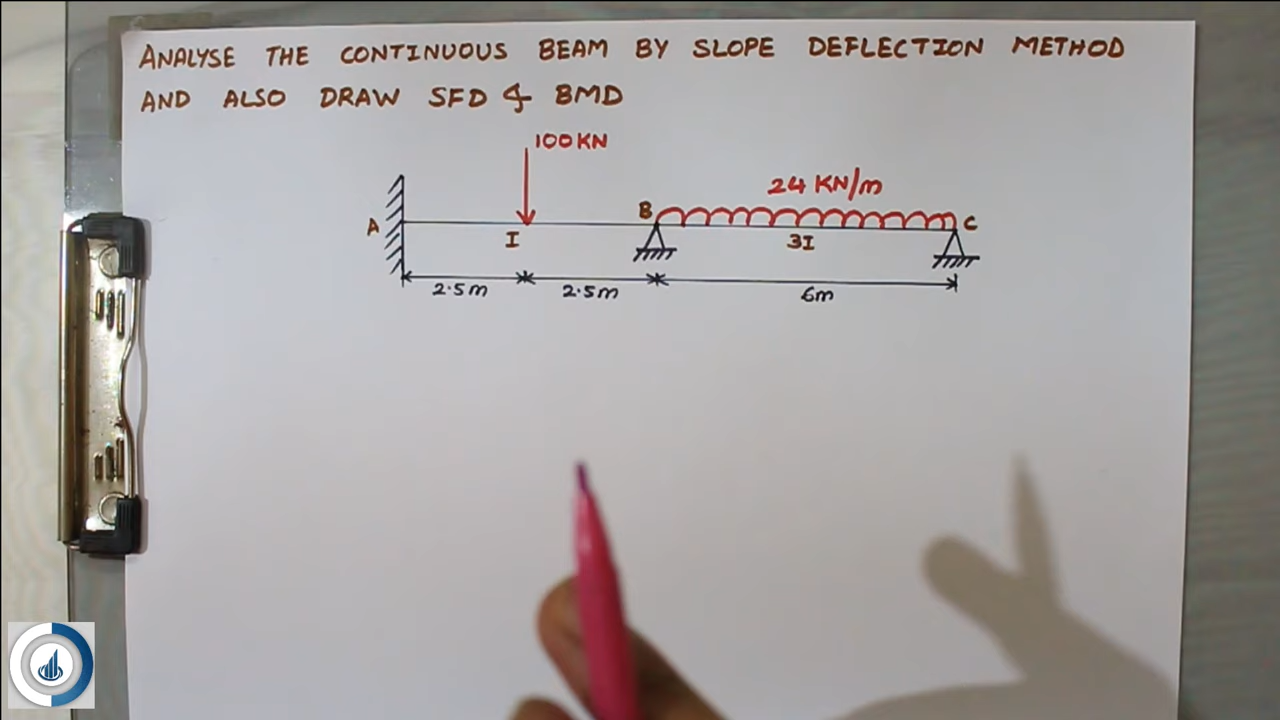 ANALYSE THE CONTINUOUS BEAM BY SLOPE DEFLECTION METHOD
AND ALSO DRAW SFD & BMD
100 KN
24 KN/m
A
B
C
I
3I
2.5m
2.5m
6m